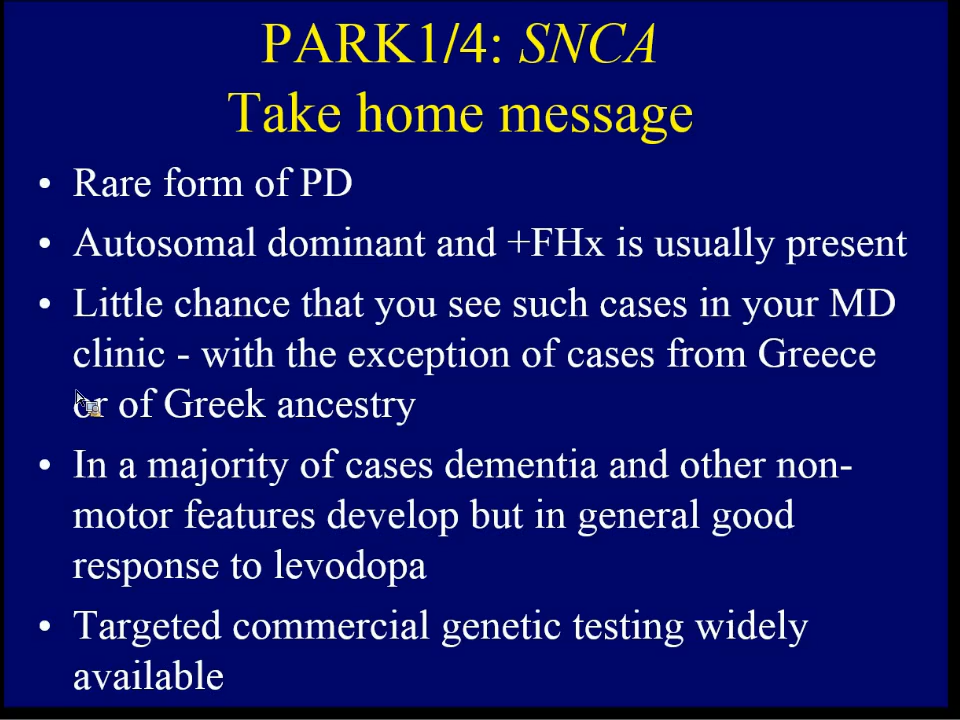 PARK1/4: SNCA
Take home message
• Rare form of PD
• Autosomal dominant and +FHx is usually present
• Little chance that you see such cases in your MD
clinic - with the exception of cases from Greece
or of Greek ancestry
• In a majority of cases dementia and other non-
motor features develop but in general good
response to levodopa
• Targeted commercial genetic testing widely
available